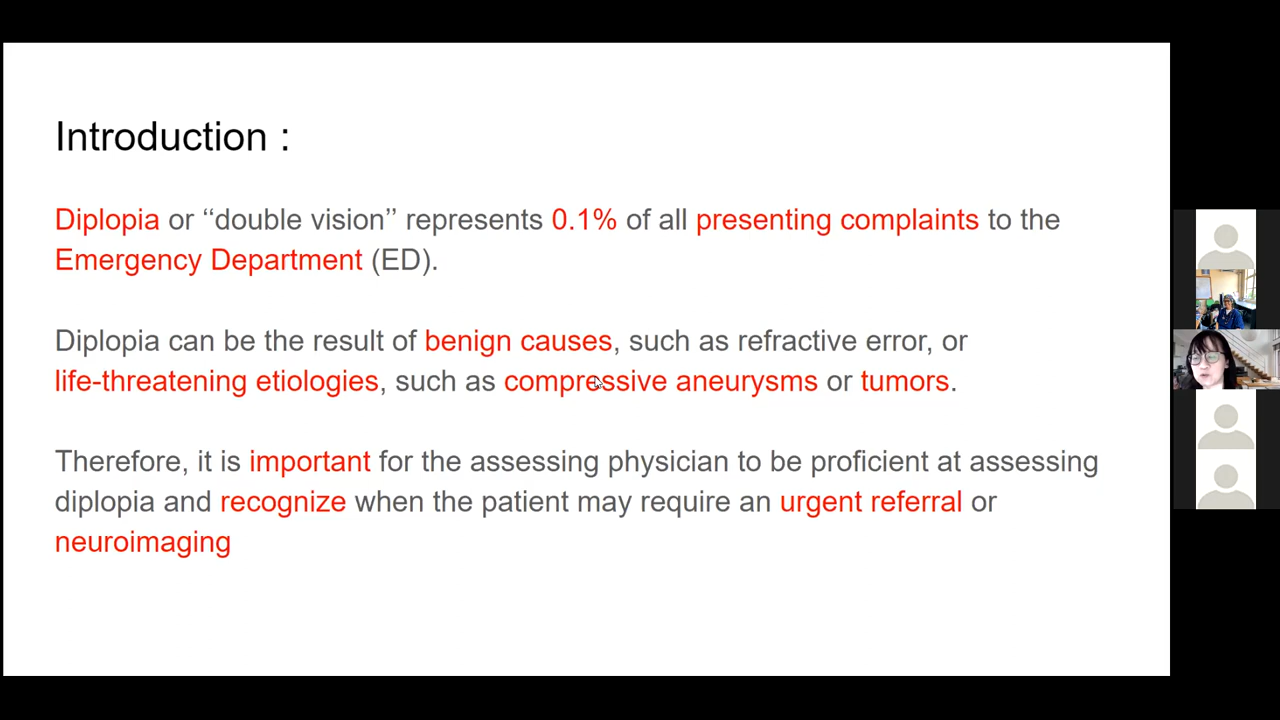 Introduction :
Diplopia or ‘‘double vision’’ represents 0.1% of all presenting complaints to the
Emergency Department (ED).
Diplopia can be the result of benign causes, such as refractive error, or
life-threatening etiologies, such as compressive aneurysms or tumors.
Therefore, it is important for the assessing physician to be proficient at assessing
diplopia and recognize when the patient may require an urgent referral or
neuroimaging